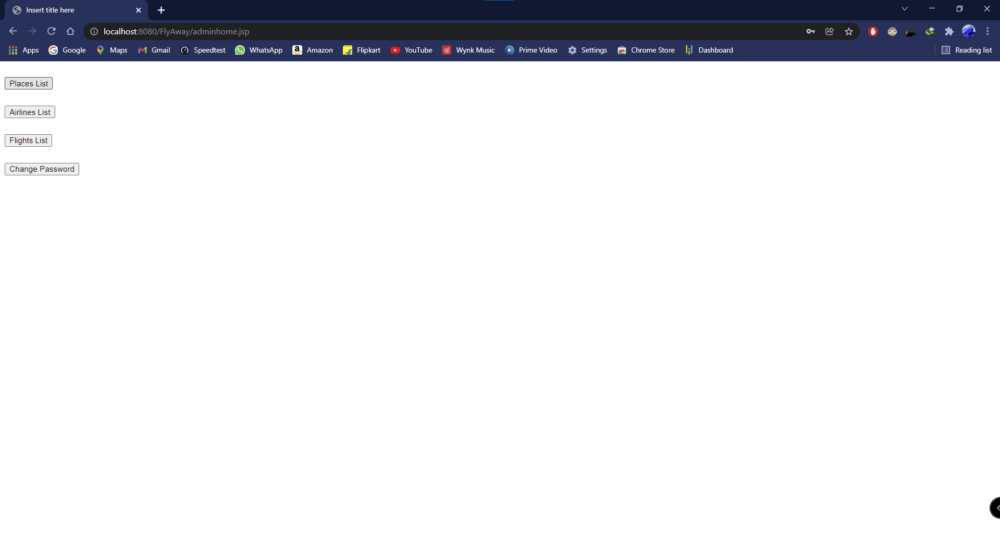 Insert title here
localhost:8080/FlyAway/adminhome.jsp
Apps Google Maps Gmail Speedtest WhatsApp Amazon Flipkart YouTube Wynk Music Prime Video Settings Chrome Store Dashboard Reading list
Places List
Airlines List
Flights List
Change Password